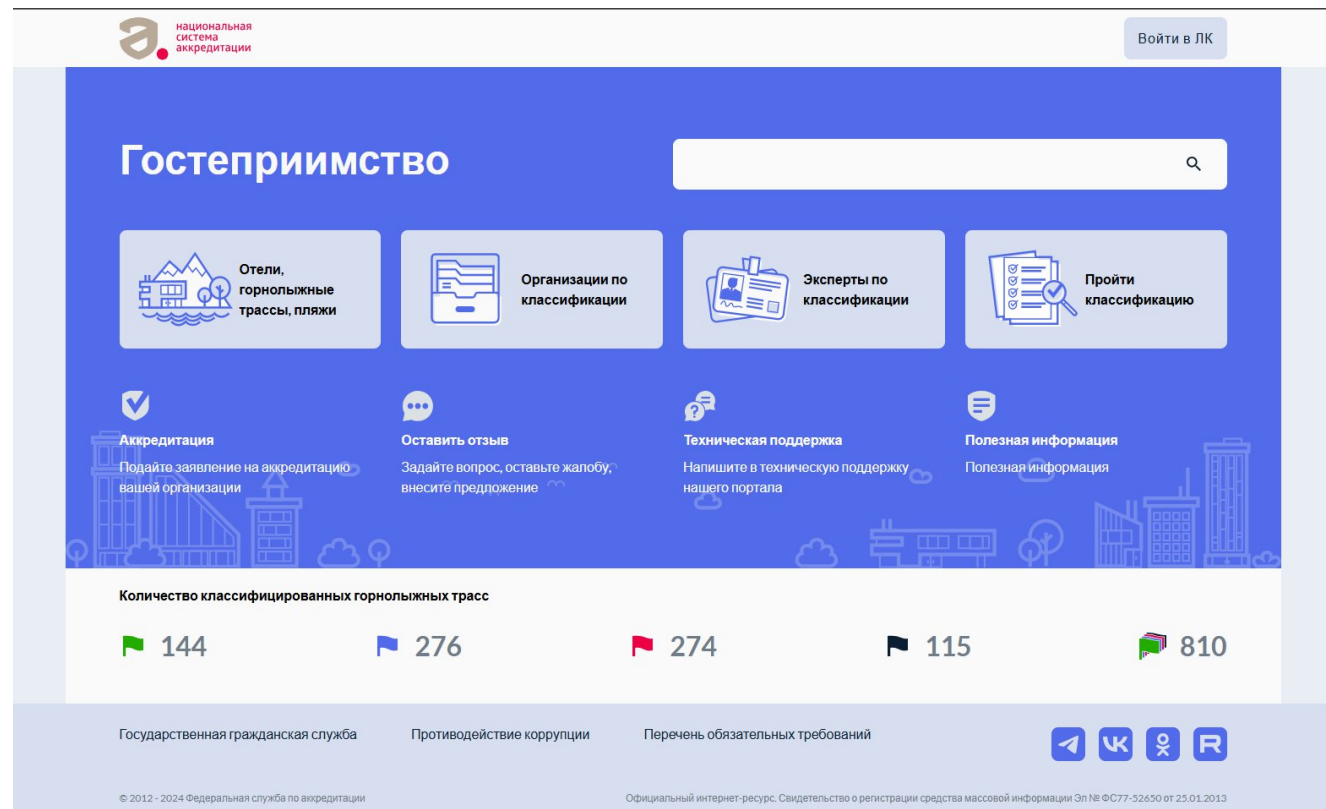 национальная
система
аккредитации
Войти в ЛК
Гостеприимство
Отели,
горнолыжные
трассы, пляжи
Организации по
классификации
Эксперты по
классификации
Пройти
классификацию
Аккредитация
Подайте заявление на аккредитацию
вашей организации
Оставить отзыв
Задайте вопрос, оставьте жалобу,
внесите предложение
Техническая поддержка
Напишите в техническую поддержку
нашего портала
Полезная информация
Полезная информация
Количество классифицированных горнолыжных трасс
144
276
274
115
810
Государственная гражданская служба
Противодействие коррупции
Перечень обязательных требований
© 2012 - 2024 Федеральная служба по аккредитации
Официальный интернет-ресурс. Свидетельство о регистрации средства массовой информации Эл № ФС77-52650 от 25.01.2013